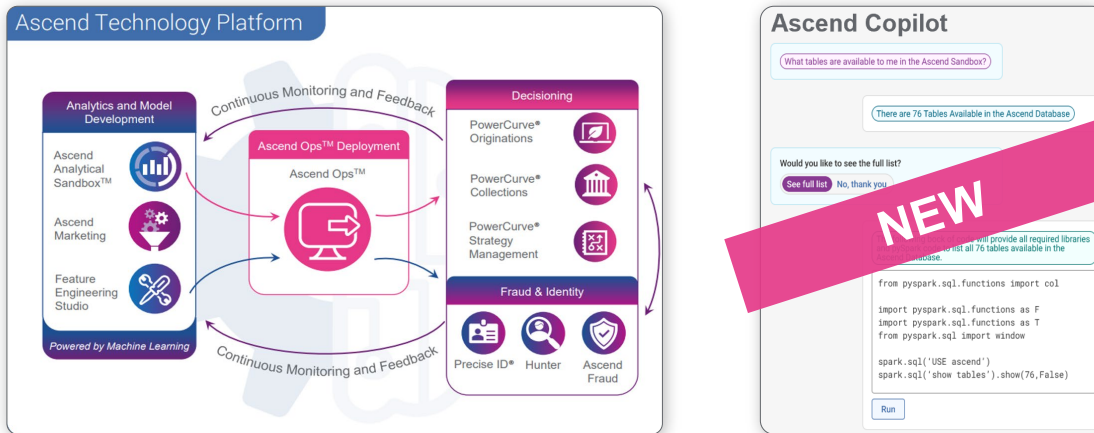 Ascend Technology Platform
Continuous Monitoring and Feedback
Analytics and Model
Development
Ascend
Analytical
Sandbox™
Ascend
Marketing
Feature
Engineering
Studio
Powered by Machine Learning
Ascend Ops™ Deployment
Ascend Ops™
Decisioning
PowerCurve®
Originations
PowerCurve®
Collections
PowerCurve®
Strategy
Management
Fraud & Identity
Precise ID®
Hunter
Ascend
Fraud
Continuous Monitoring and Feedback
Ascend Copilot
What tables are available to me in the Ascend Sandbox?
There are 76 Tables Available in the Ascend Database
Would you like to see the full list?
See full list
No, thank you
NEW
will provide all required libraries
to list all 76 tables available in the
from pyspark.sql.functions import col
import pyspark.sql.functions as F
import pyspark.sql.functions as T
from pyspark.sql import window
spark.sql('USE ascend')
spark.sql('show tables').show(76,False)
Run